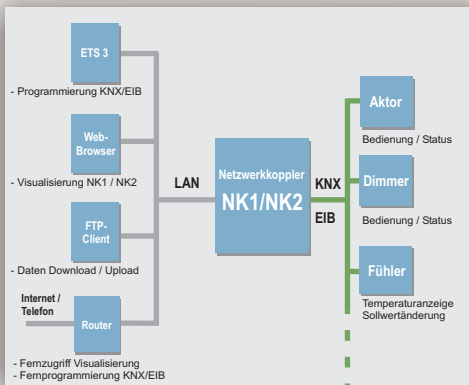 ETS 3
- Programmierung KNX/EIB
Web-
Browser
- Visualisierung NK1 / NK2
FTP-
Client
- Daten Download / Upload
Internet /
Telefon
Router
- Fernzugriff Visualisierung
- Fernprogrammierung KNX/EIB
LAN
Netzwerkkoppler
NK1/NK2
KNX
EIB
Aktor
Bedienung / Status
Dimmer
Bedienung / Status
Fühler
Temperaturanzeige
Sollwertänderung